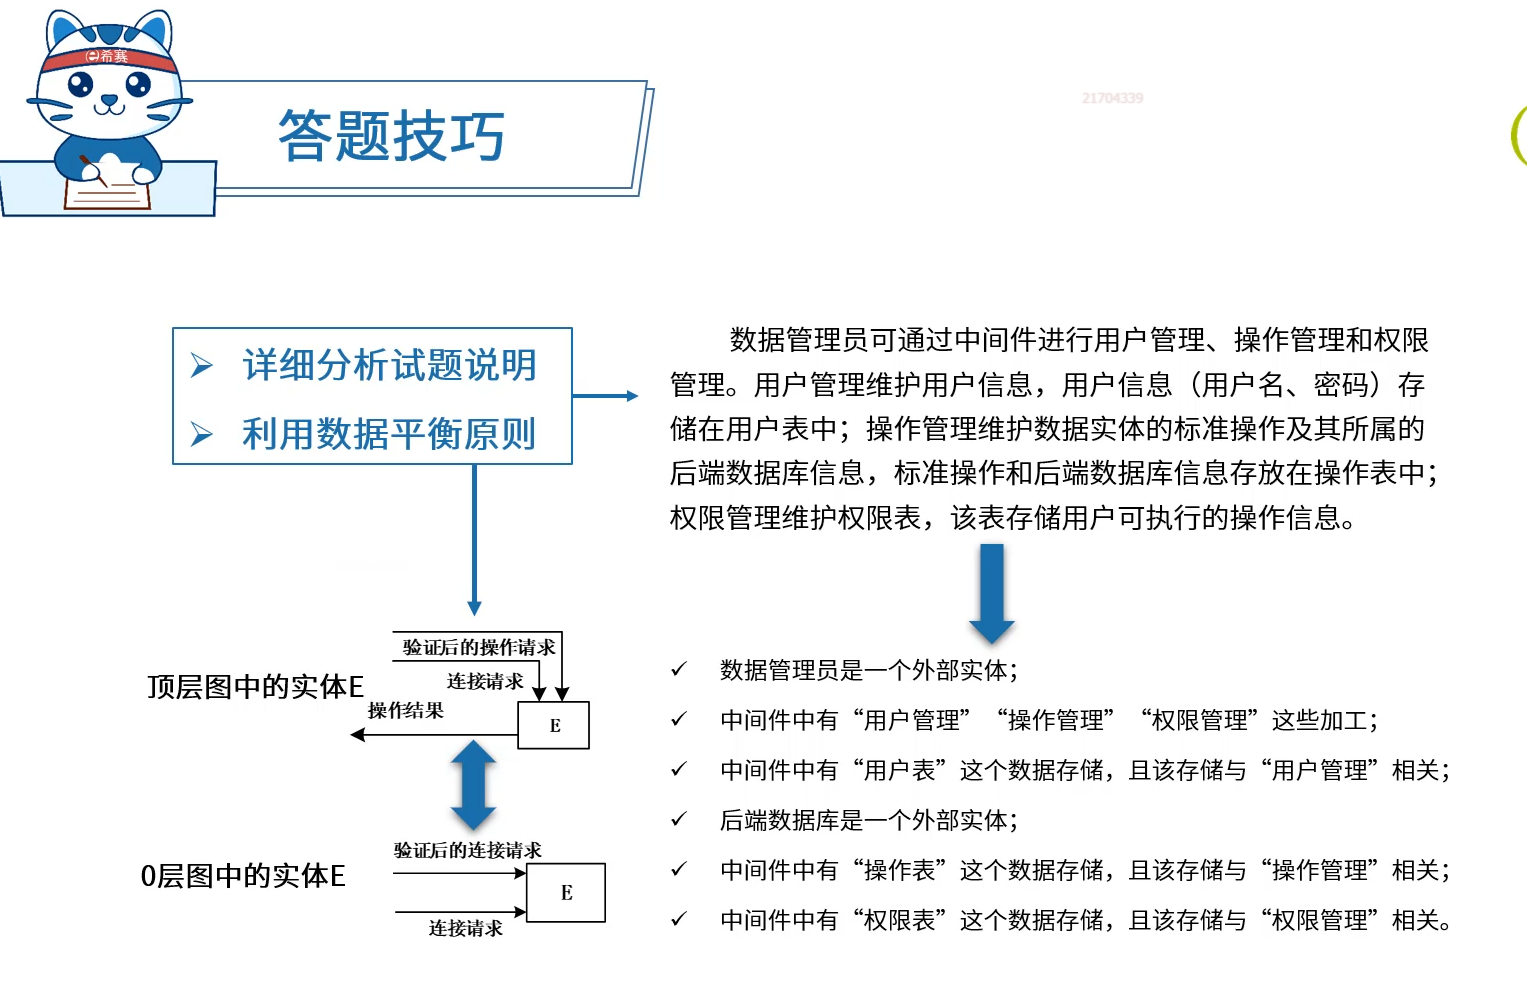 e希赛
答题技巧
21704339
➢ 详细分析试题说明
➢ 利用数据平衡原则
数据管理员可通过中间件进行用户管理、操作管理和权限
管理。用户管理维护用户信息，用户信息（用户名、密码）存
储在用户表中；操作管理维护数据实体的标准操作及其所属的
后端数据库信息，标准操作和后端数据库信息存放在操作表中；
权限管理维护权限表，该表存储用户可执行的操作信息。
顶层图中的实体E
验证后的操作请求
连接请求
操作结果
E
0层图中的实体E
验证后的连接请求
E
连接请求
✓ 数据管理员是一个外部实体；
✓ 中间件中有“用户管理”“操作管理”“权限管理”这些加工；
✓ 中间件中有“用户表”这个数据存储，且该存储与“用户管理”相关；
✓ 后端数据库是一个外部实体；
✓ 中间件中有“操作表”这个数据存储，且该存储与“操作管理”相关；
✓ 中间件中有“权限表”这个数据存储，且该存储与“权限管理”相关。